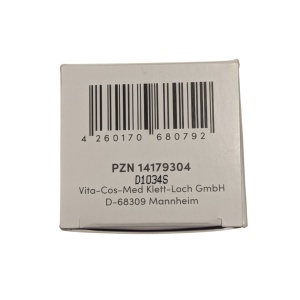 4 260170 680792
PZN 14179304
D1034S
Vita-Cos-Med Klett-Loch GmbH
D-68309 Mannheim